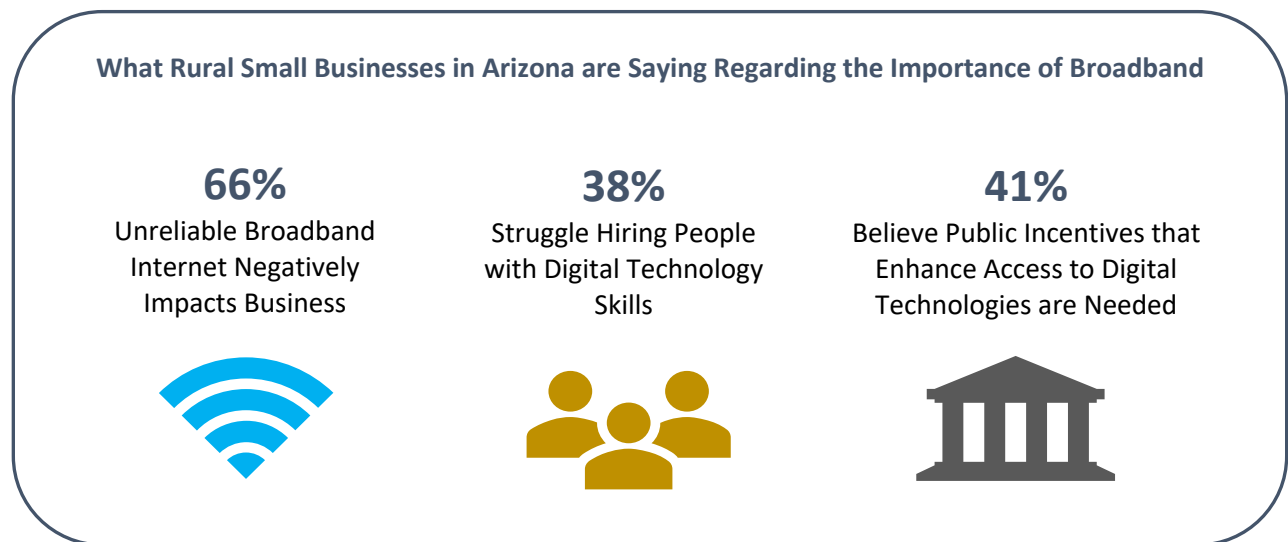 What Rural Small Businesses in Arizona are Saying Regarding the Importance of Broadband
66%
Unreliable Broadband
Internet Negatively
Impacts Business
38%
Struggle Hiring People
with Digital Technology
Skills
41%
Believe Public Incentives that
Enhance Access to Digital
Technologies are Needed